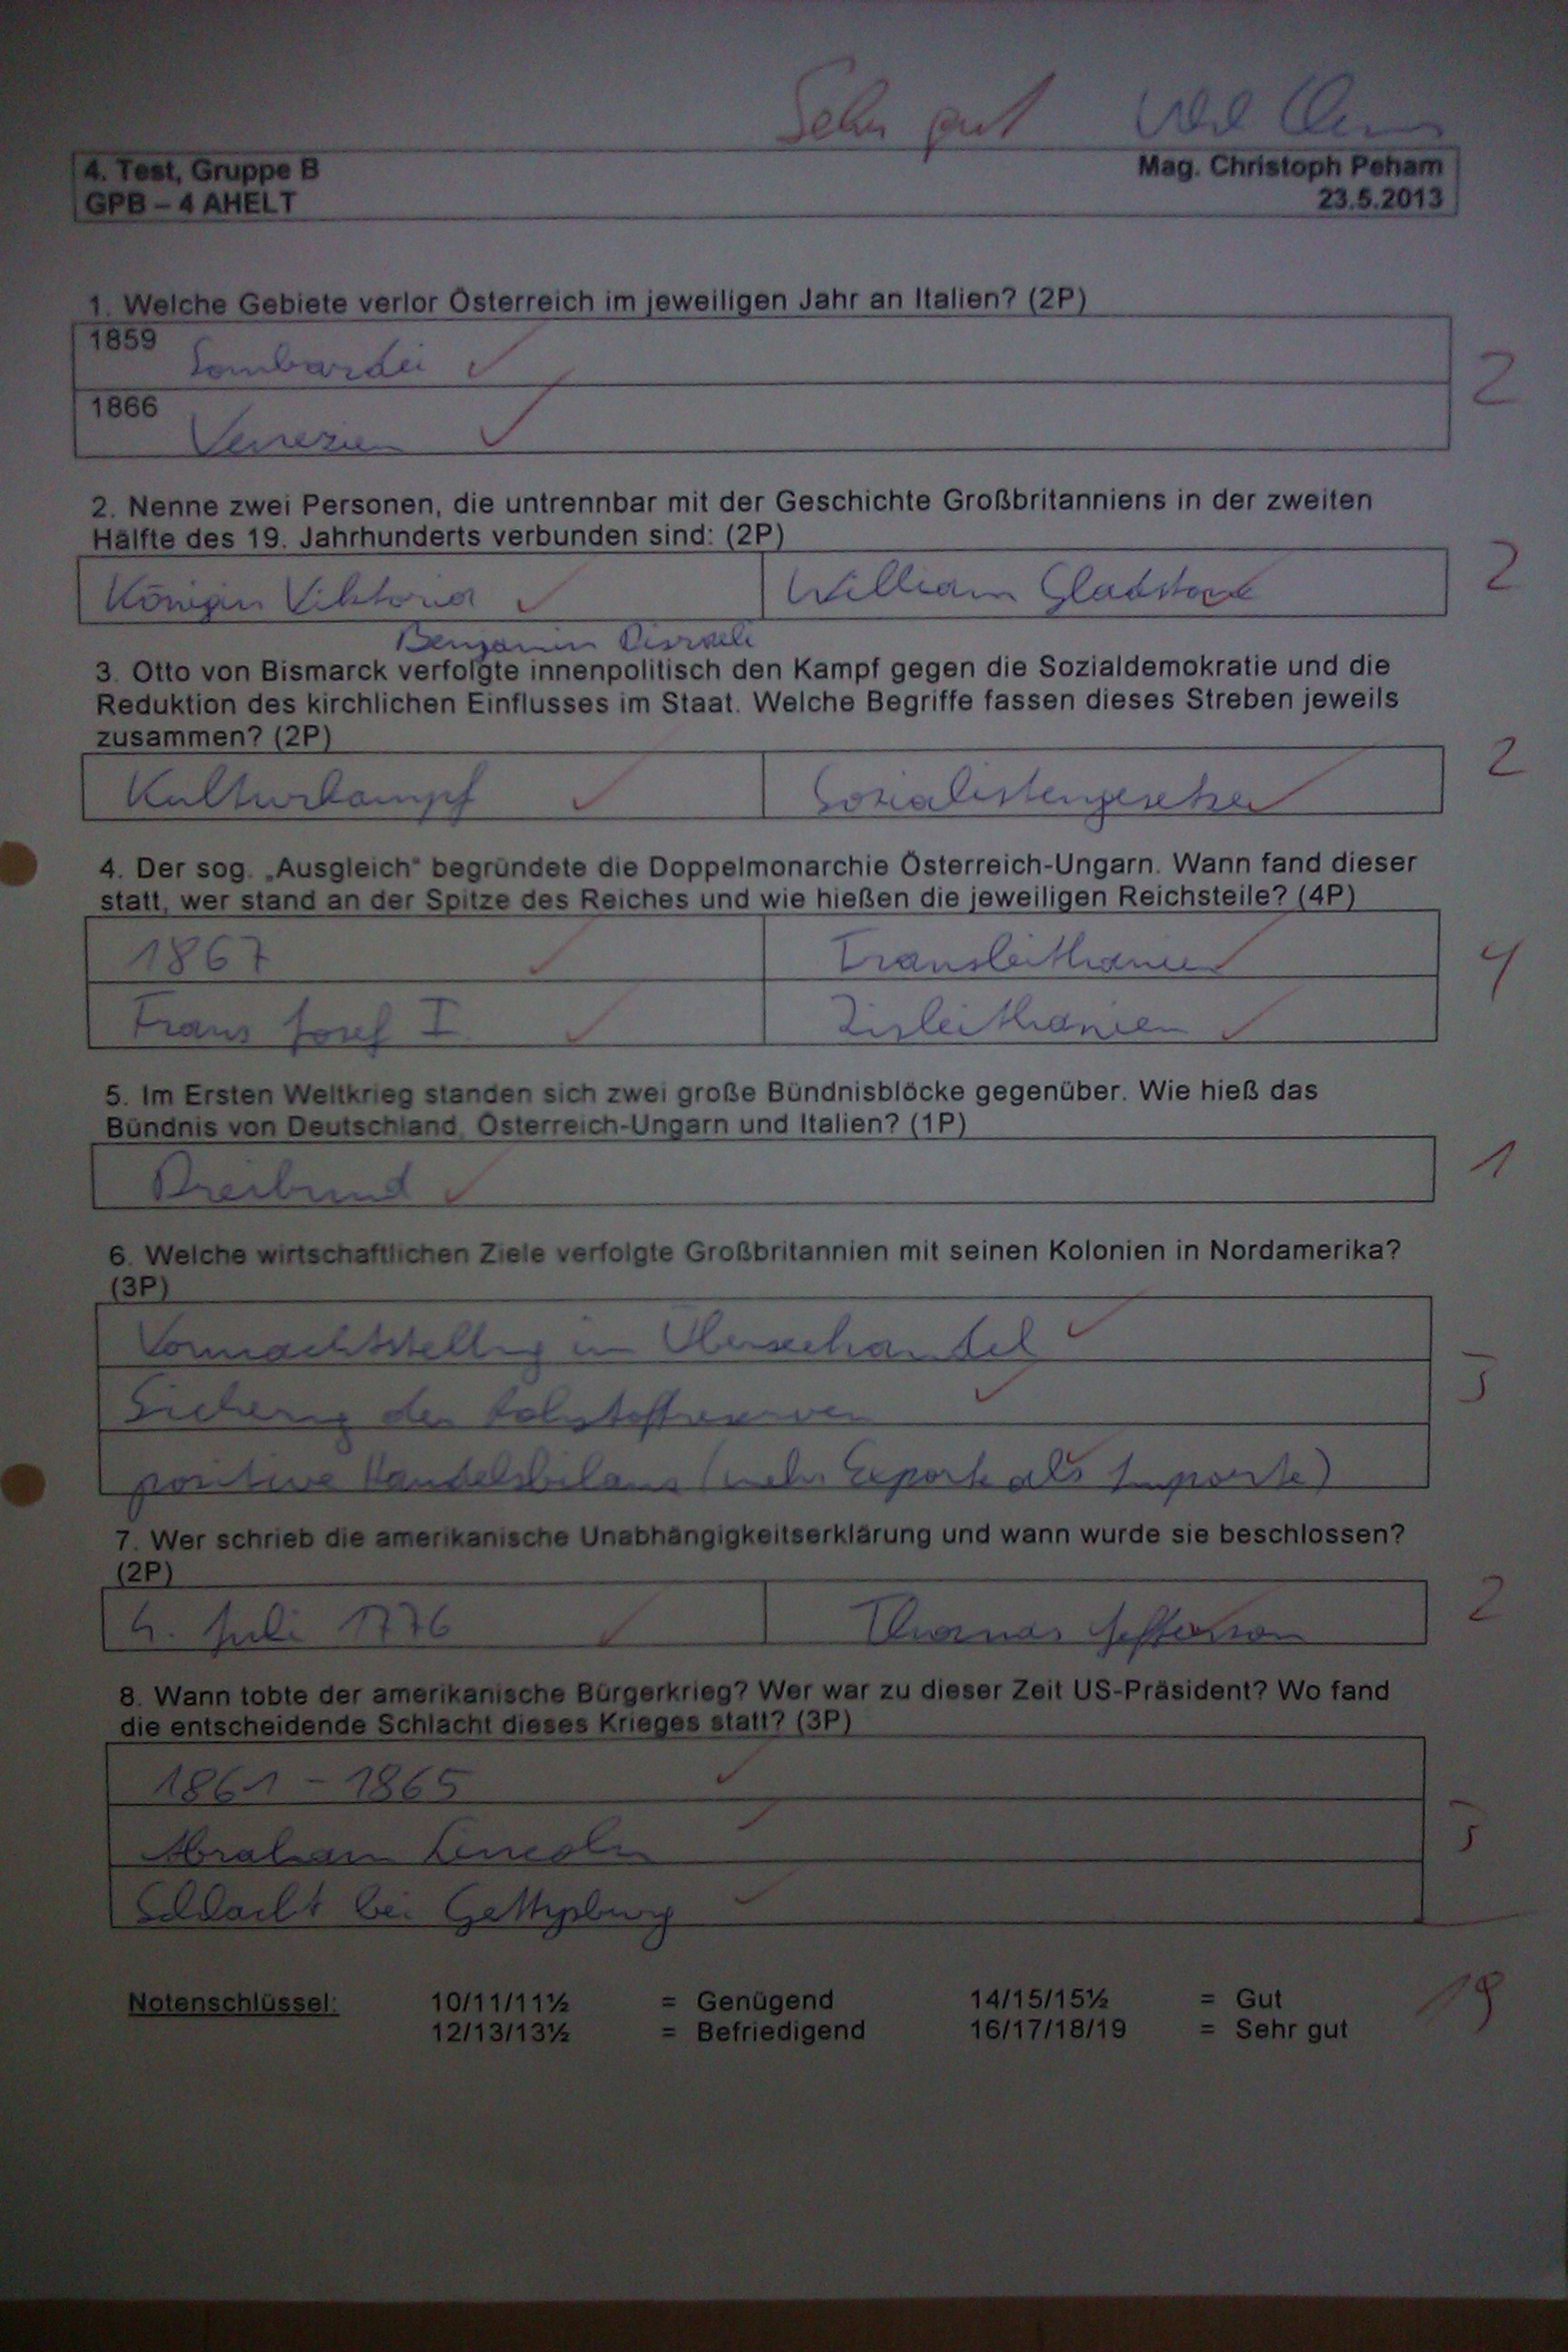 Sehr gut
4. Test, Gruppe B Mag. Christoph Peham
GPB – 4 AHELT 23.5.2013
1. Welche Gebiete verlor Österreich im jeweiligen Jahr an Italien? (2P)
1859 Lombardei
2
1866 Venezien
2. Nenne zwei Personen, die untrennbar mit der Geschichte Großbritanniens in der zweiten
Hälfte des 19. Jahrhunderts verbunden sind: (2P)
Königin Viktoria William Gladstone 2
Benjamin Disraeli
3. Otto von Bismarck verfolgte innenpolitisch den Kampf gegen die Sozialdemokratie und die
Reduktion des kirchlichen Einflusses im Staat. Welche Begriffe fassen dieses Streben jeweils
zusammen? (2P)
Kulturkampf Sozialistengesetze 2
4. Der sog. „Ausgleich“ begründete die Doppelmonarchie Österreich-Ungarn. Wann fand dieser
statt, wer stand an der Spitze des Reiches und wie hießen die jeweiligen Reichsteile? (4P)
1867 Transleithanien
4
Franz Josef I. Zisleithanien
5. Im Ersten Weltkrieg standen sich zwei große Bündnisblöcke gegenüber. Wie hieß das
Bündnis von Deutschland, Österreich-Ungarn und Italien? (1P)
Dreibund 1
6. Welche wirtschaftlichen Ziele verfolgte Großbritannien mit seinen Kolonien in Nordamerika?
(3P)
Vormachtstellung im Überseehandel
Sicherung der Rohstoffreserven 3
positive Handelsbilanz (mehr Exporte als Importe)
7. Wer schrieb die amerikanische Unabhängigkeitserklärung und wann wurde sie beschlossen?
(2P)
4. Juli 1776 Thomas Jefferson 2
8. Wann tobte der amerikanische Bürgerkrieg? Wer war zu dieser Zeit US-Präsident? Wo fand
die entscheidende Schlacht dieses Krieges statt? (3P)
1861 - 1865
Abraham Lincoln 3
Schlacht bei Gettysburg
Notenschlüssel: 10/11/11½ = Genügend 14/15/15½ = Gut 19
12/13/13½ = Befriedigend 16/17/18/19 = Sehr gut